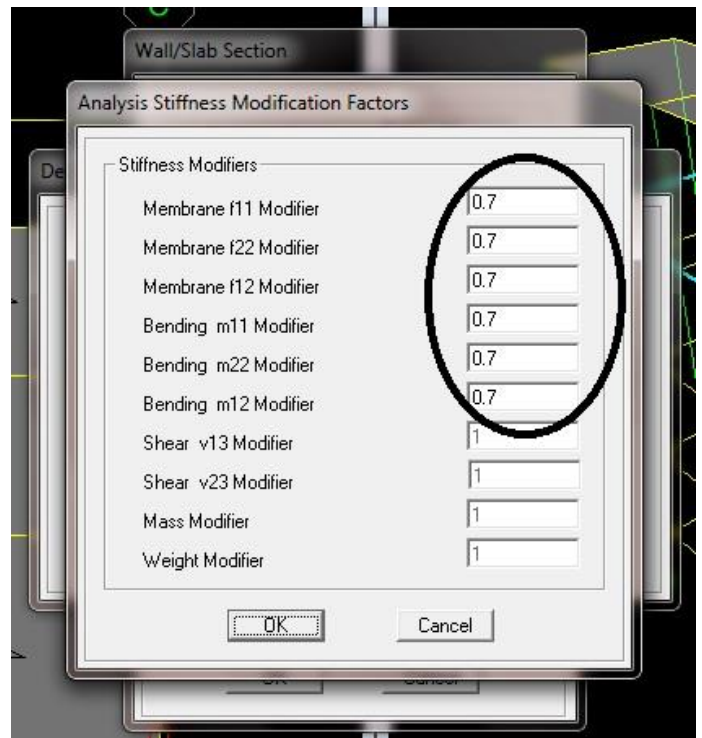 Wall/Slab Section
Analysis Stiffness Modification Factors
De
Stiffness Modifiers
Membrane f11 Modifier 0.7
Membrane f22 Modifier 0.7
Membrane f12 Modifier 0.7
Bending m11 Modifier 0.7
Bending m22 Modifier 0.7
Bending m12 Modifier 0.7
Shear v13 Modifier 1
Shear v23 Modifier 1
Mass Modifier 1
Weight Modifier 1
OK Cancel